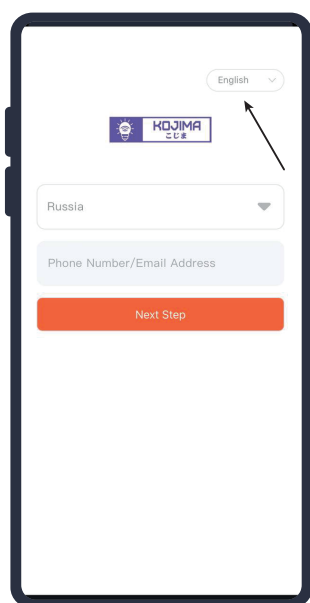 English
KOJIMA
こじま
Russia
Phone Number/Email Address
Next Step